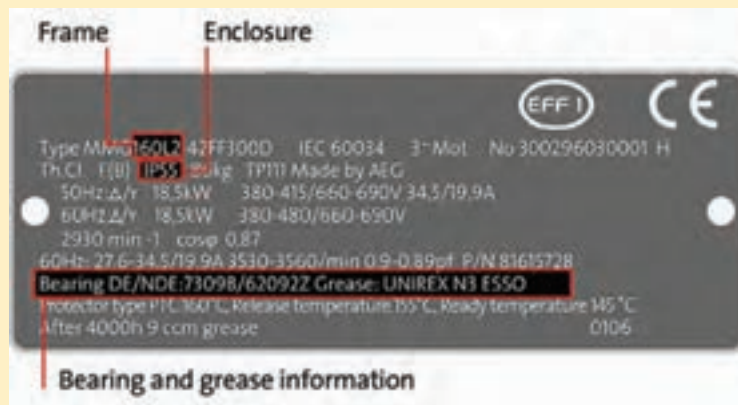 Frame Enclosure
EFF 1 CE
Type MMG160L2 42FF300D IEC 60034 3~Mot. No 300296030001 H
Th.Cl. F(B) IP55 kg TP111 Made by AEG
50Hz:Δ/Y 18,5kW 380-415/660-690V 34,5/19,9A
60Hz:Δ/Y 18,5kW 380-480/660-690V
2930 min-1 cosφ 0.87
60Hz: 27.6-34.5/19.9A 3530-3560/min 0.9-0.89pf. P/N 81615728
Bearing DE/NDE:7309B/62092Z Grease: UNIREX N3 ESSO
Protector type PTC 160°C, Release temperature 155°C, Ready temperature 145 °C
After 4000h 9 ccm grease 0106
Bearing and grease information